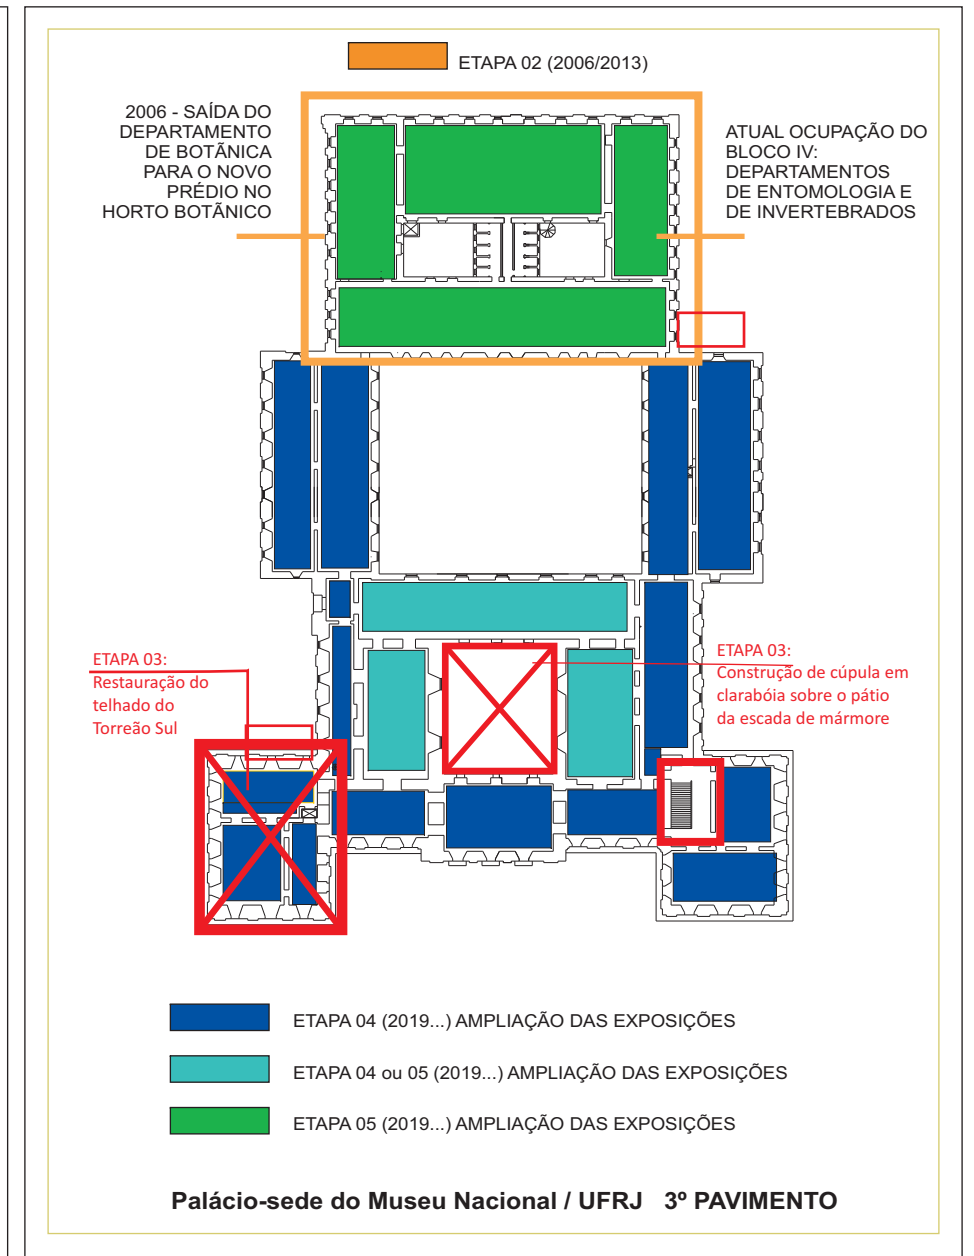 ETAPA 02 (2006/2013)
2006 - SAÍDA DO
DEPARTAMENTO
DE BOTÃNICA
PARA O NOVO
PRÉDIO NO
HORTO BOTÂNICO
ATUAL OCUPAÇÃO DO
BLOCO IV:
DEPARTAMENTOS
DE ENTOMOLOGIA E
DE INVERTEBRADOS
ETAPA 03:
Restauração do
telhado do
Torreão Sul
ETAPA 03:
Construção de cúpula em
clarabóia sobre o pátio
da escada de mármore
ETAPA 04 (2019...) AMPLIAÇÃO DAS EXPOSIÇÕES
ETAPA 04 ou 05 (2019...) AMPLIAÇÃO DAS EXPOSIÇÕES
ETAPA 05 (2019...) AMPLIAÇÃO DAS EXPOSIÇÕES
Palácio-sede do Museu Nacional / UFRJ 3º PAVIMENTO